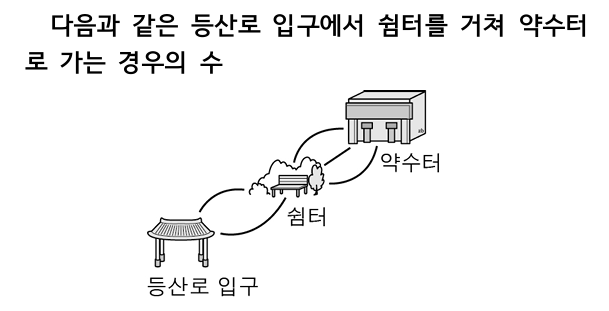 다음과 같은 등산로 입구에서 쉼터를 거쳐 약수터
로 가는 경우의 수
약수터
쉼터
등산로 입구